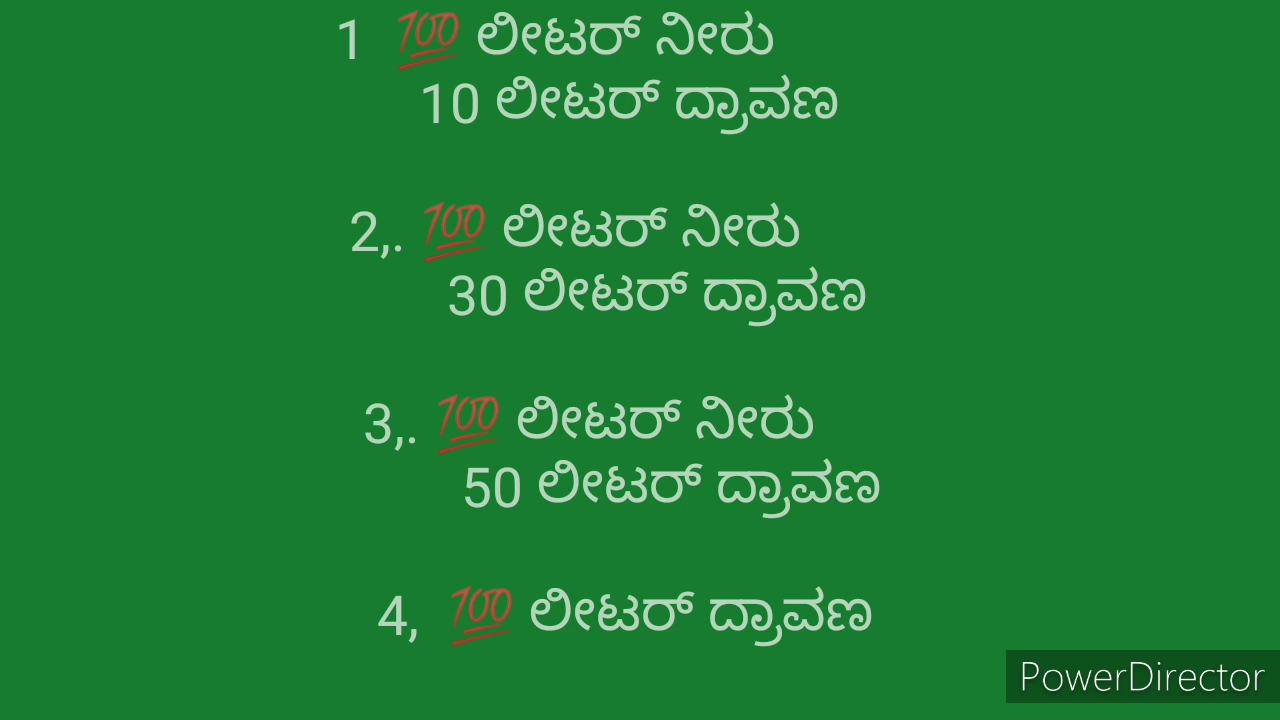 1 💯 ಲೀಟರ್ ನೀರು
10 ಲೀಟರ್ ದ್ರಾವಣ
2,. 💯 ಲೀಟರ್ ನೀರು
30 ಲೀಟರ್ ದ್ರಾವಣ
3,. 💯 ಲೀಟರ್ ನೀರು
50 ಲೀಟರ್ ದ್ರಾವಣ
4, 💯 ಲೀಟರ್ ದ್ರಾವಣ
PowerDirector